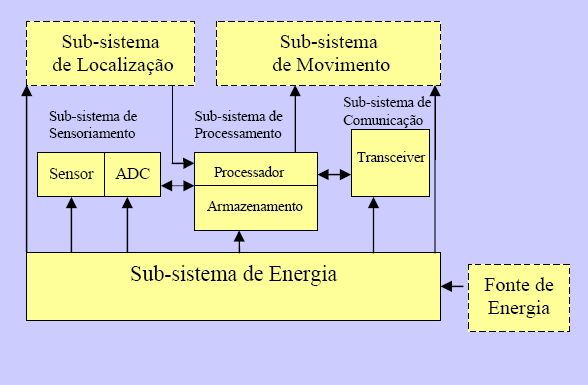 Sub-sistema
de Localização
Sub-sistema
de Movimento
Sub-sistema de
Sensoriamento
Sub-sistema de
Processamento
Sub-sistema de
Comunicação
Sensor
ADC
Processador
Armazenamento
Transceiver
Sub-sistema de Energia
Fonte de
Energia